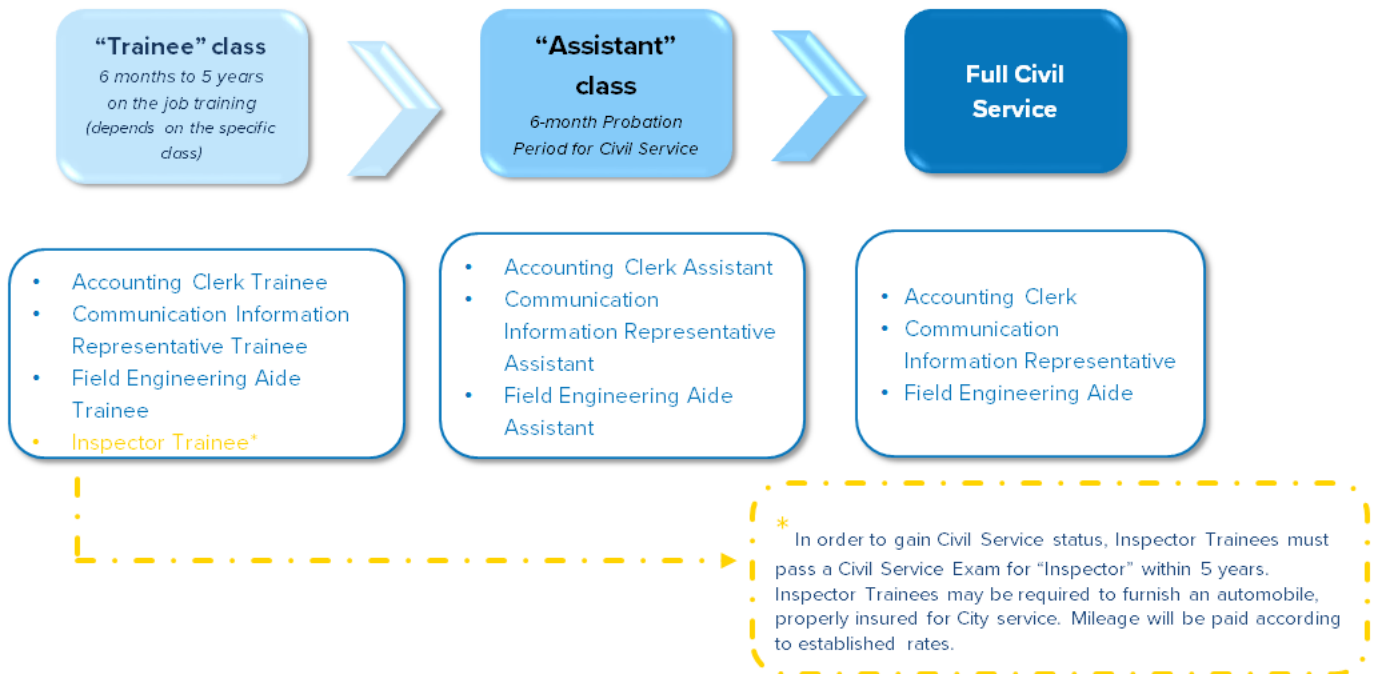 “Trainee” class
6 months to 5 years
on the job training
(depends on the specific
class)
“Assistant”
class
6-month Probation
Period for Civil Service
Full Civil
Service
• Accounting Clerk Trainee
• Communication Information
Representative Trainee
• Field Engineering Aide
Trainee
• Inspector Trainee*
• Accounting Clerk Assistant
• Communication
Information Representative
Assistant
• Field Engineering Aide
Assistant
• Accounting Clerk
• Communication
Information Representative
• Field Engineering Aide
* In order to gain Civil Service status, Inspector Trainees must
pass a Civil Service Exam for “Inspector” within 5 years.
Inspector Trainees may be required to furnish an automobile,
properly insured for City service. Mileage will be paid according
to established rates.